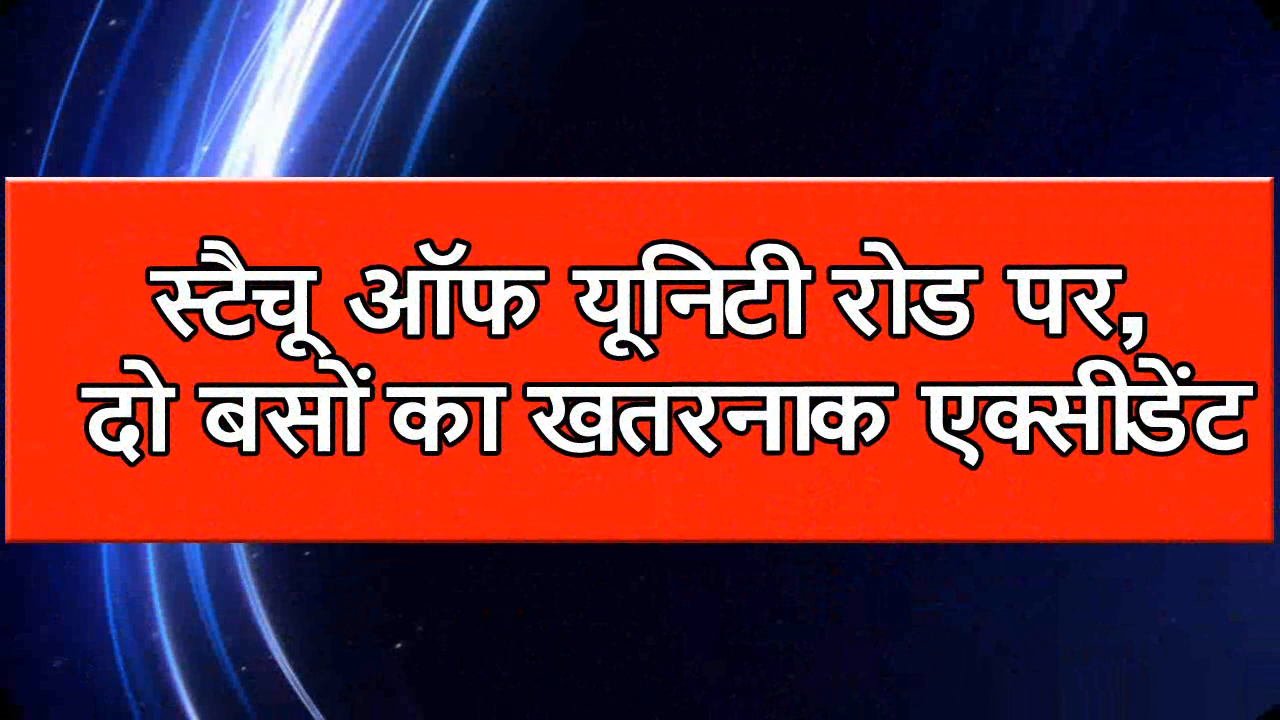 स्टैचू ऑफ यूनिटी रोड पर,
दो बसों का खतरनाक एक्सीडेंट